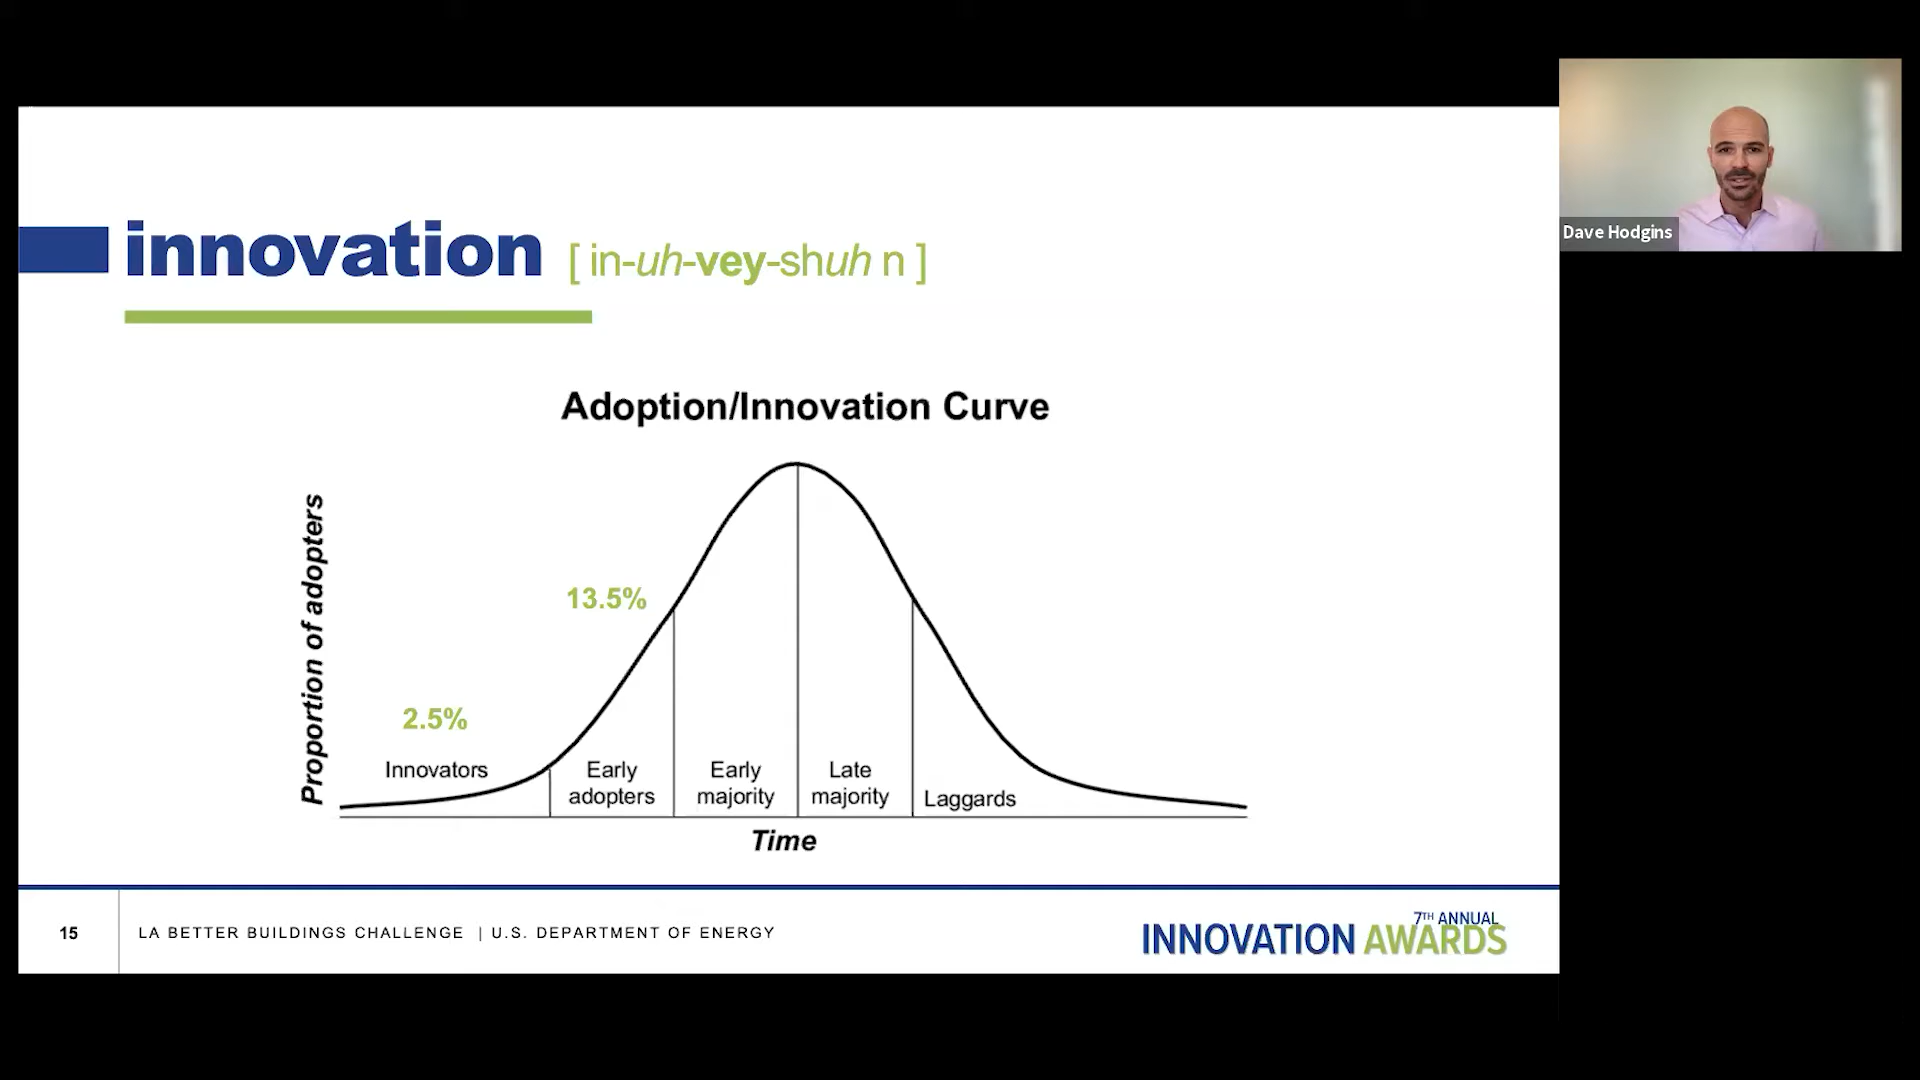 Dave Hodgins
innovation [ in-uh-vey-shuh n ]
Adoption/Innovation Curve
Proportion of adopters
13.5%
2.5%
Innovators
Early
adopters
Early
majority
Late
majority
Laggards
Time
15
LA BETTER BUILDINGS CHALLENGE | U.S. DEPARTMENT OF ENERGY
7TH ANNUAL
INNOVATION AWARDS